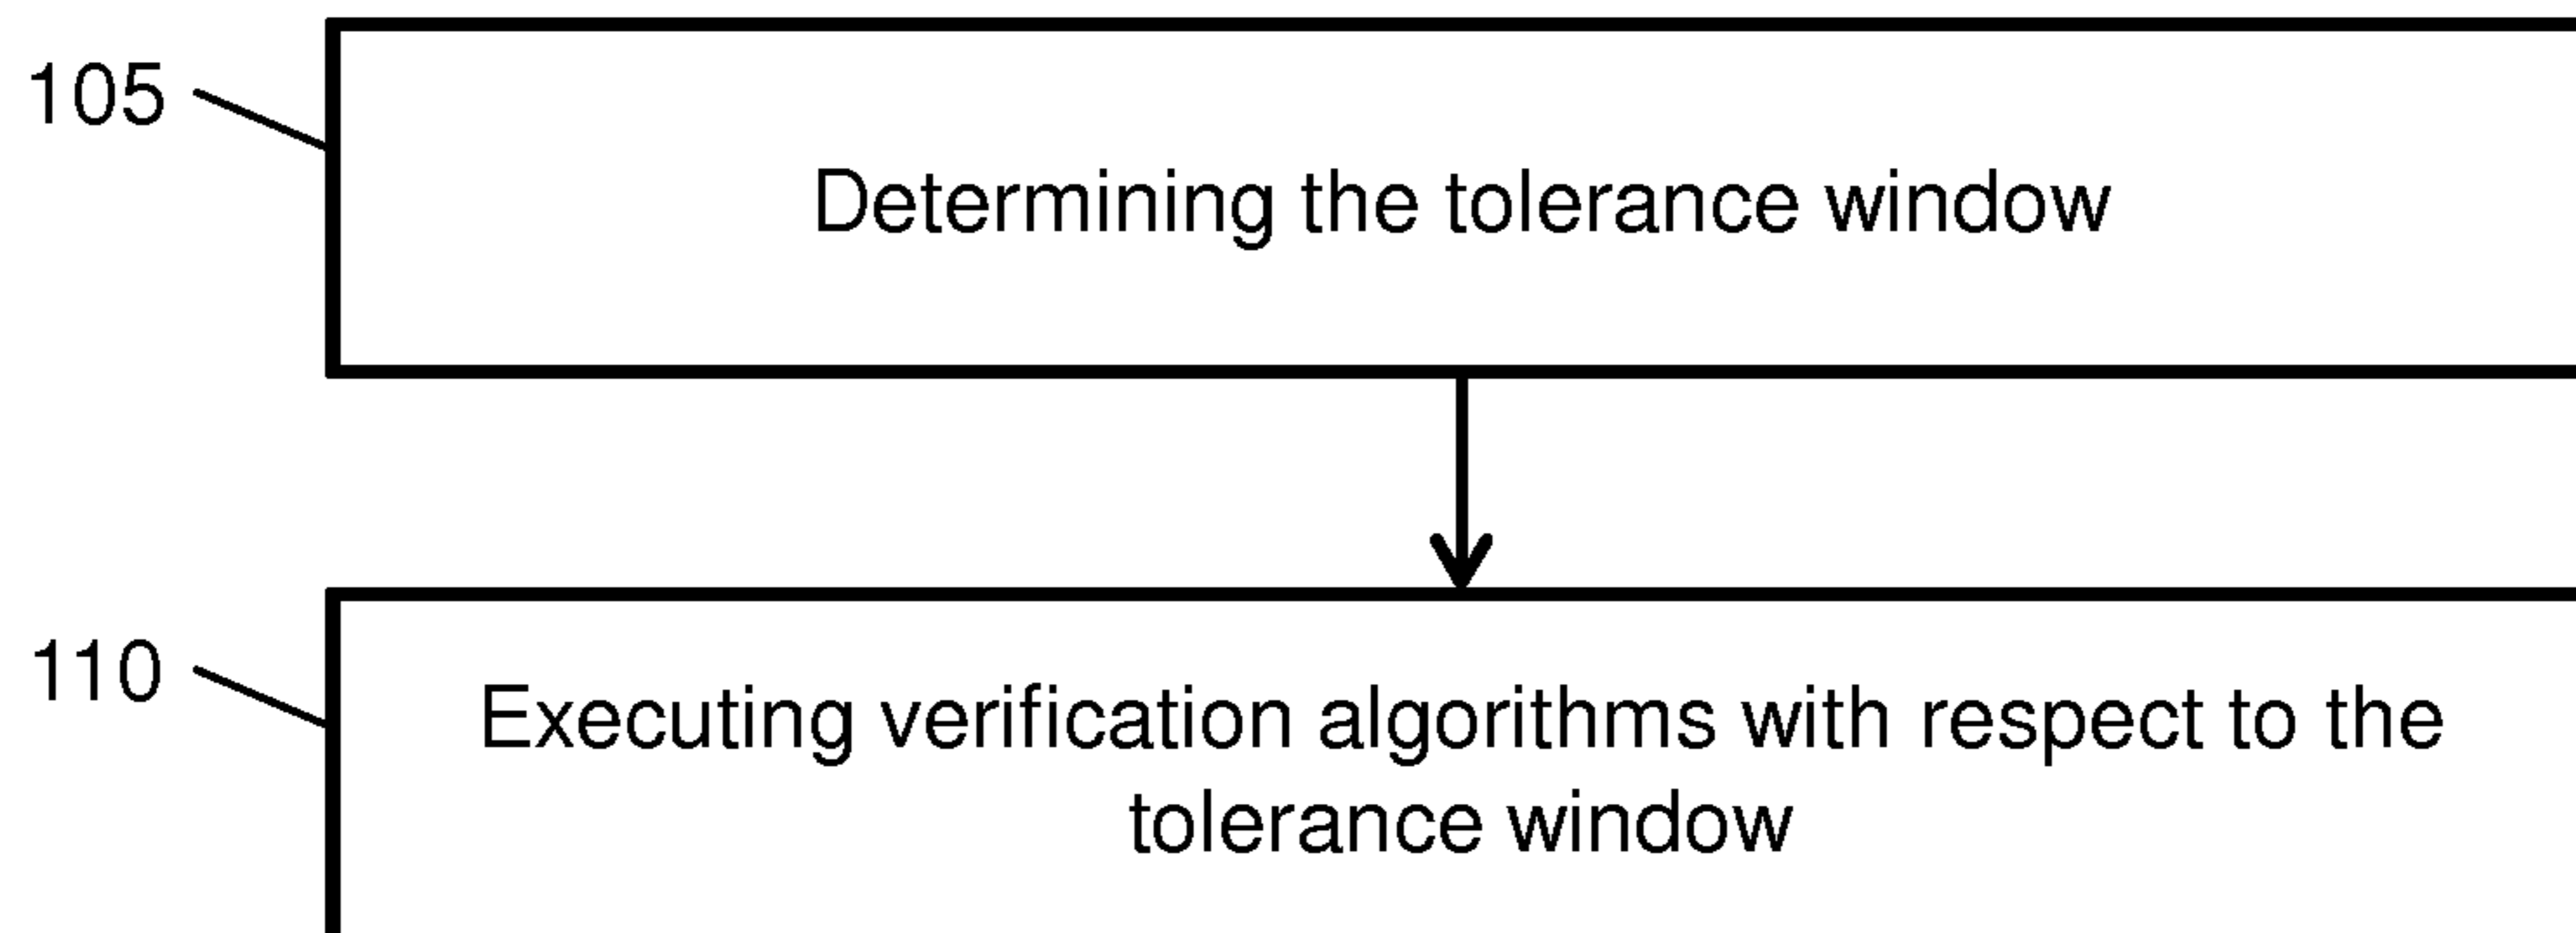 105
Determining the tolerance window
110
Executing verification algorithms with respect to the
tolerance window